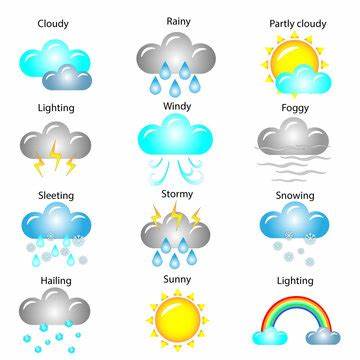 Cloudy
Rainy
Partly cloudy
Lighting
Windy
Foggy
Sleeting
Stormy
Snowing
Hailing
Sunny
Lighting